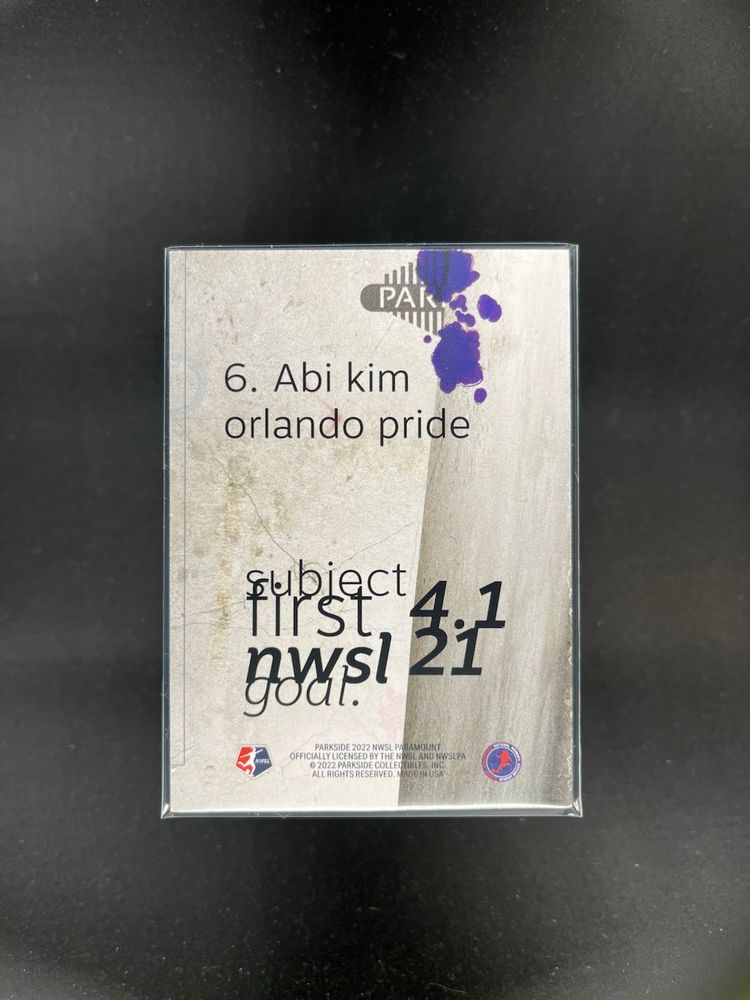 PAR
6. Abi kim
orlando pride
subject
first 4.1
nwsl 21
goal.
NWSL
PARKSIDE 2022 NWSL PARAMOUNT
OFFICIALLY LICENSED BY THE NWSL AND NWSLPA
© 2022 PARKSIDE COLLECTIBLES, INC.
ALL RIGHTS RESERVED. MADE IN USA